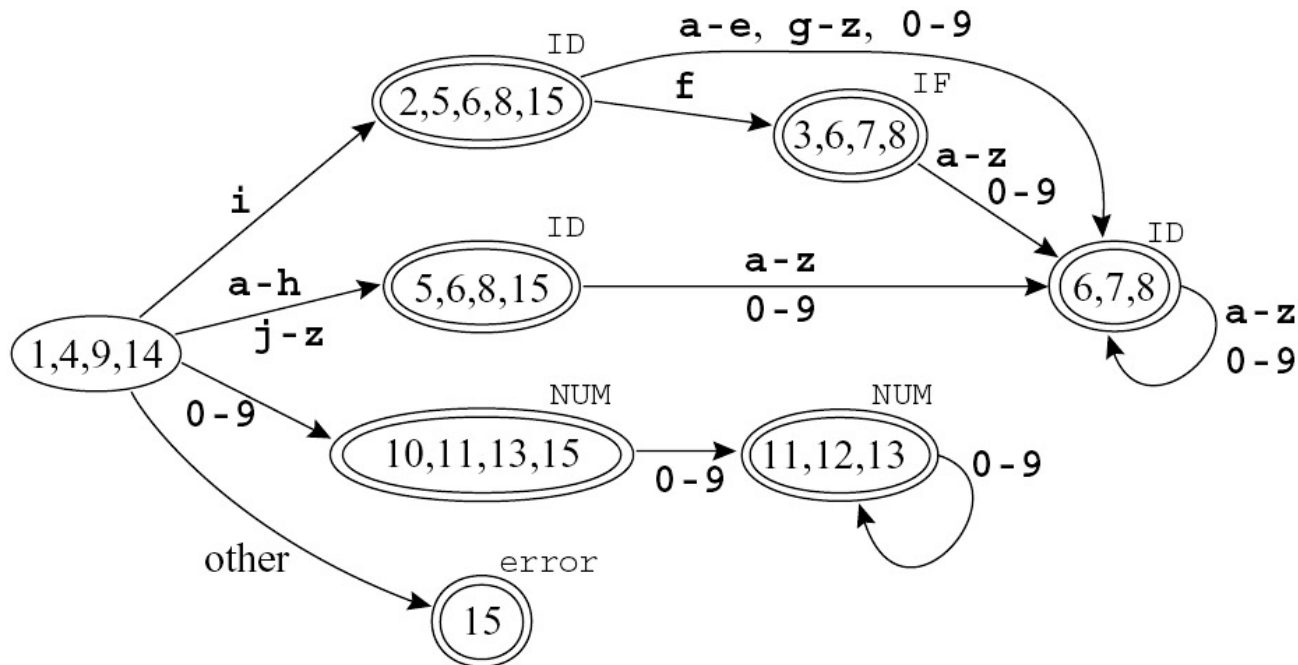 ID
a-e, g-z, 0-9
2,5,6,8,15
f
IF
3,6,7,8
a-z
0-9
i
ID
ID
a-h
j-z
5,6,8,15
a-z
0-9
6,7,8
a-z
0-9
1,4,9,14
0-9
NUM
10,11,13,15
0-9
NUM
11,12,13
0-9
other
error
15